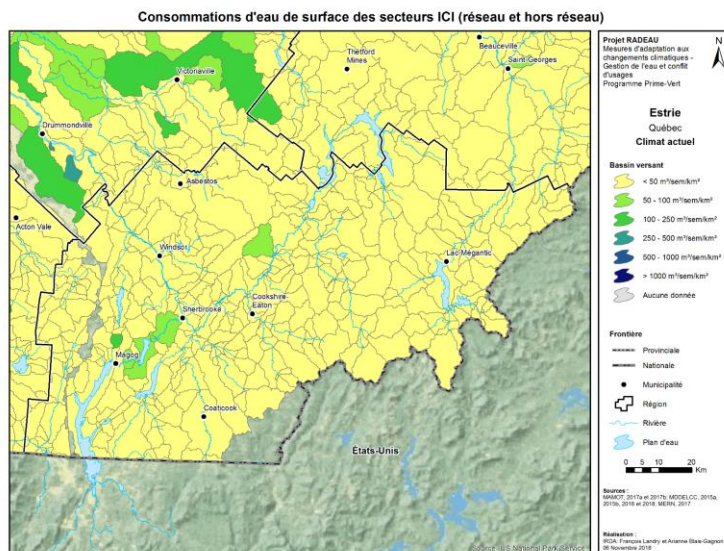 Consommations d'eau de surface des secteurs ICI (réseau et hors réseau)
Beauceville
Thetford
Mines
Saint-Georges
Victoriaville
Drummondville
Asbestos
Acton Vale
Windsor
Lac-Mégantic
Cookshire-
Eaton
Sherbrooke
Magog
Coaticook
États-Unis
Source: US National Park Service
Projet RADEAU
Mesures d'adaptation aux
changements climatiques -
Gestion de l'eau et conflit
d'usages
Programme Prime-Vert
N
Estrie
Québec
Climat actuel
Bassin versant
< 50 m³/sem/km²
50 - 100 m³/sem/km²
100 - 250 m³/sem/km²
250 - 500 m³/sem/km²
500 - 1000 m³/sem/km²
> 1000 m³/sem/km²
Aucune donnée
Frontière
Provinciale
Nationale
Municipalité
Région
Rivière
Plan d'eau
0 5 10 20
Km
Sources :
MAMOT, 2017a et 2017b; MDDELCC, 2015a,
2015b, 2016 et 2018; MERN, 2017
Réalisation :
IRDA: François Landry et Arianne Blais-Gagnon
06 Novembre 2018